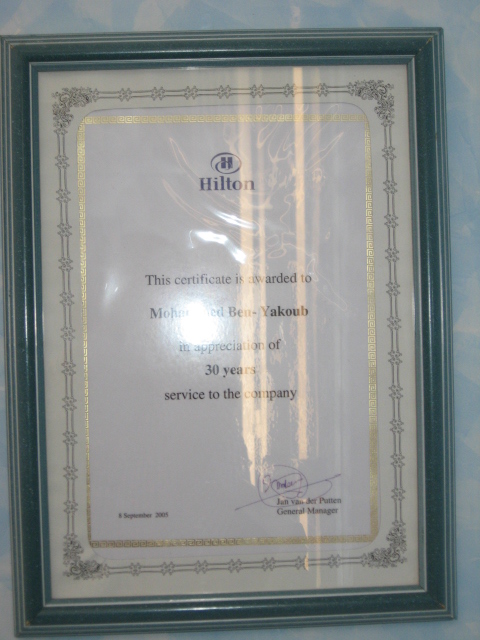 H
Hilton
This certificate is awarded to
Mohammed Ben-Yakoub
in appreciation of
30 years
service to the company
Jan van der Putten
General Manager
8 September 2005